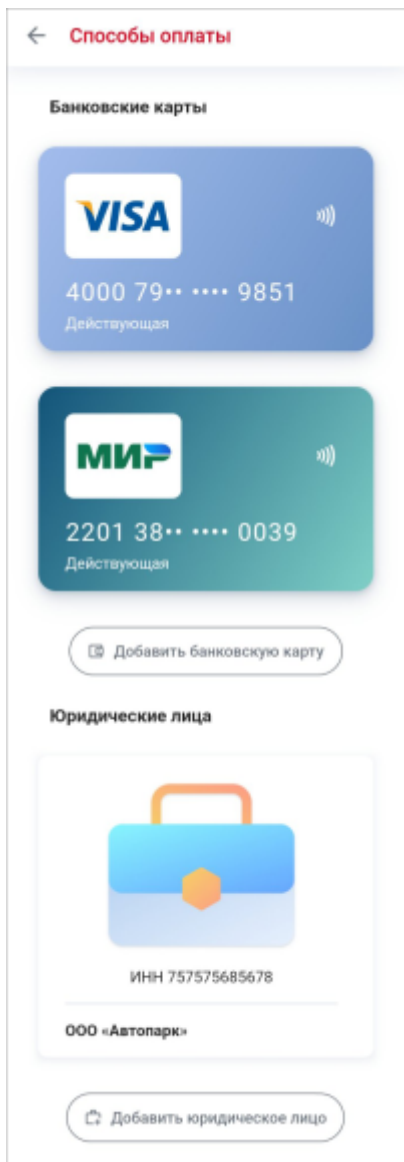 Способы оплаты
Банковские карты
VISA
4000 79•• •••• 9851
Действующая
МИР
2201 38•• •••• 0039
Действующая
Добавить банковскую карту
Юридические лица
ИНН 757575685678
ООО «Автопарк»
Добавить юридическое лицо